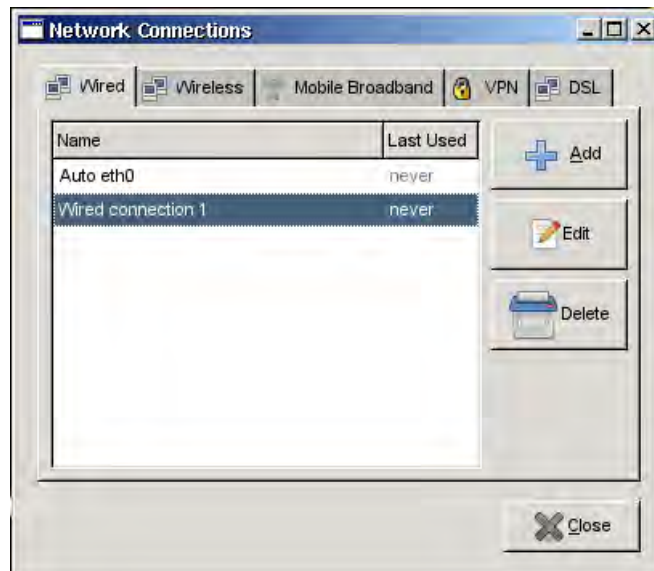 Network Connections
Wired Wireless Mobile Broadband VPN DSL
Name Last Used
Auto eth0 never
Wired connection 1 never
Add
Edit
Delete
Close